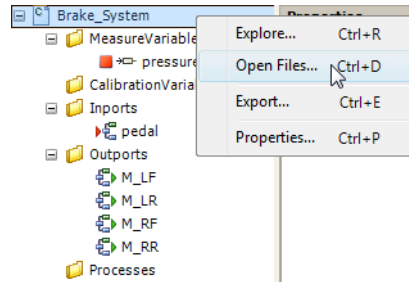 Brake_System
MeasureVariable
pressure
CalibrationVaria
Inports
pedal
Outports
M_LF
M_LR
M_RF
M_RR
Processes
Explore... Ctrl+R
Open Files... Ctrl+D
Export... Ctrl+E
Properties... Ctrl+P